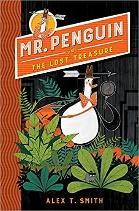 MR. PENGUIN
AND
THE LOST TREASURE
ALEX T. SMITH